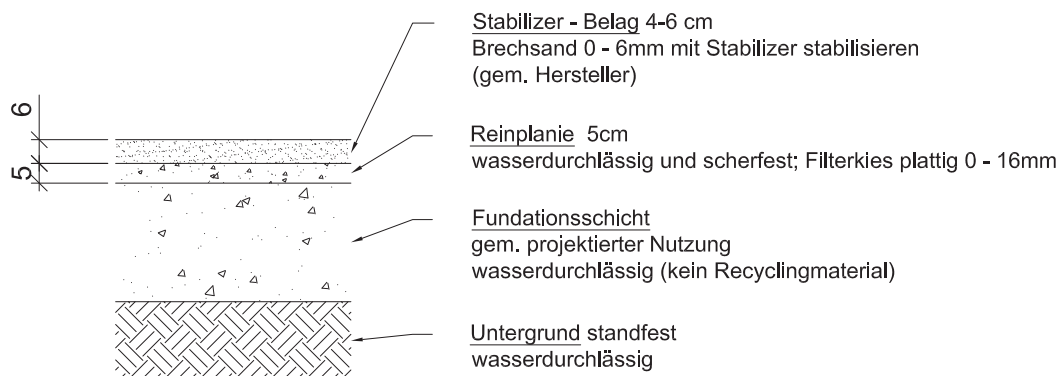 Stabilizer - Belag 4-6 cm
Brechsand 0 - 6mm mit Stabilizer stabilisieren
(gem. Hersteller)
6
Reinplanie 5cm
wasserdurchlässig und scherfest; Filterkies plattig 0 - 16mm
5
Fundationsschicht
gem. projektierter Nutzung
wasserdurchlässig (kein Recyclingmaterial)
Untergrund standfest
wasserdurchlässig